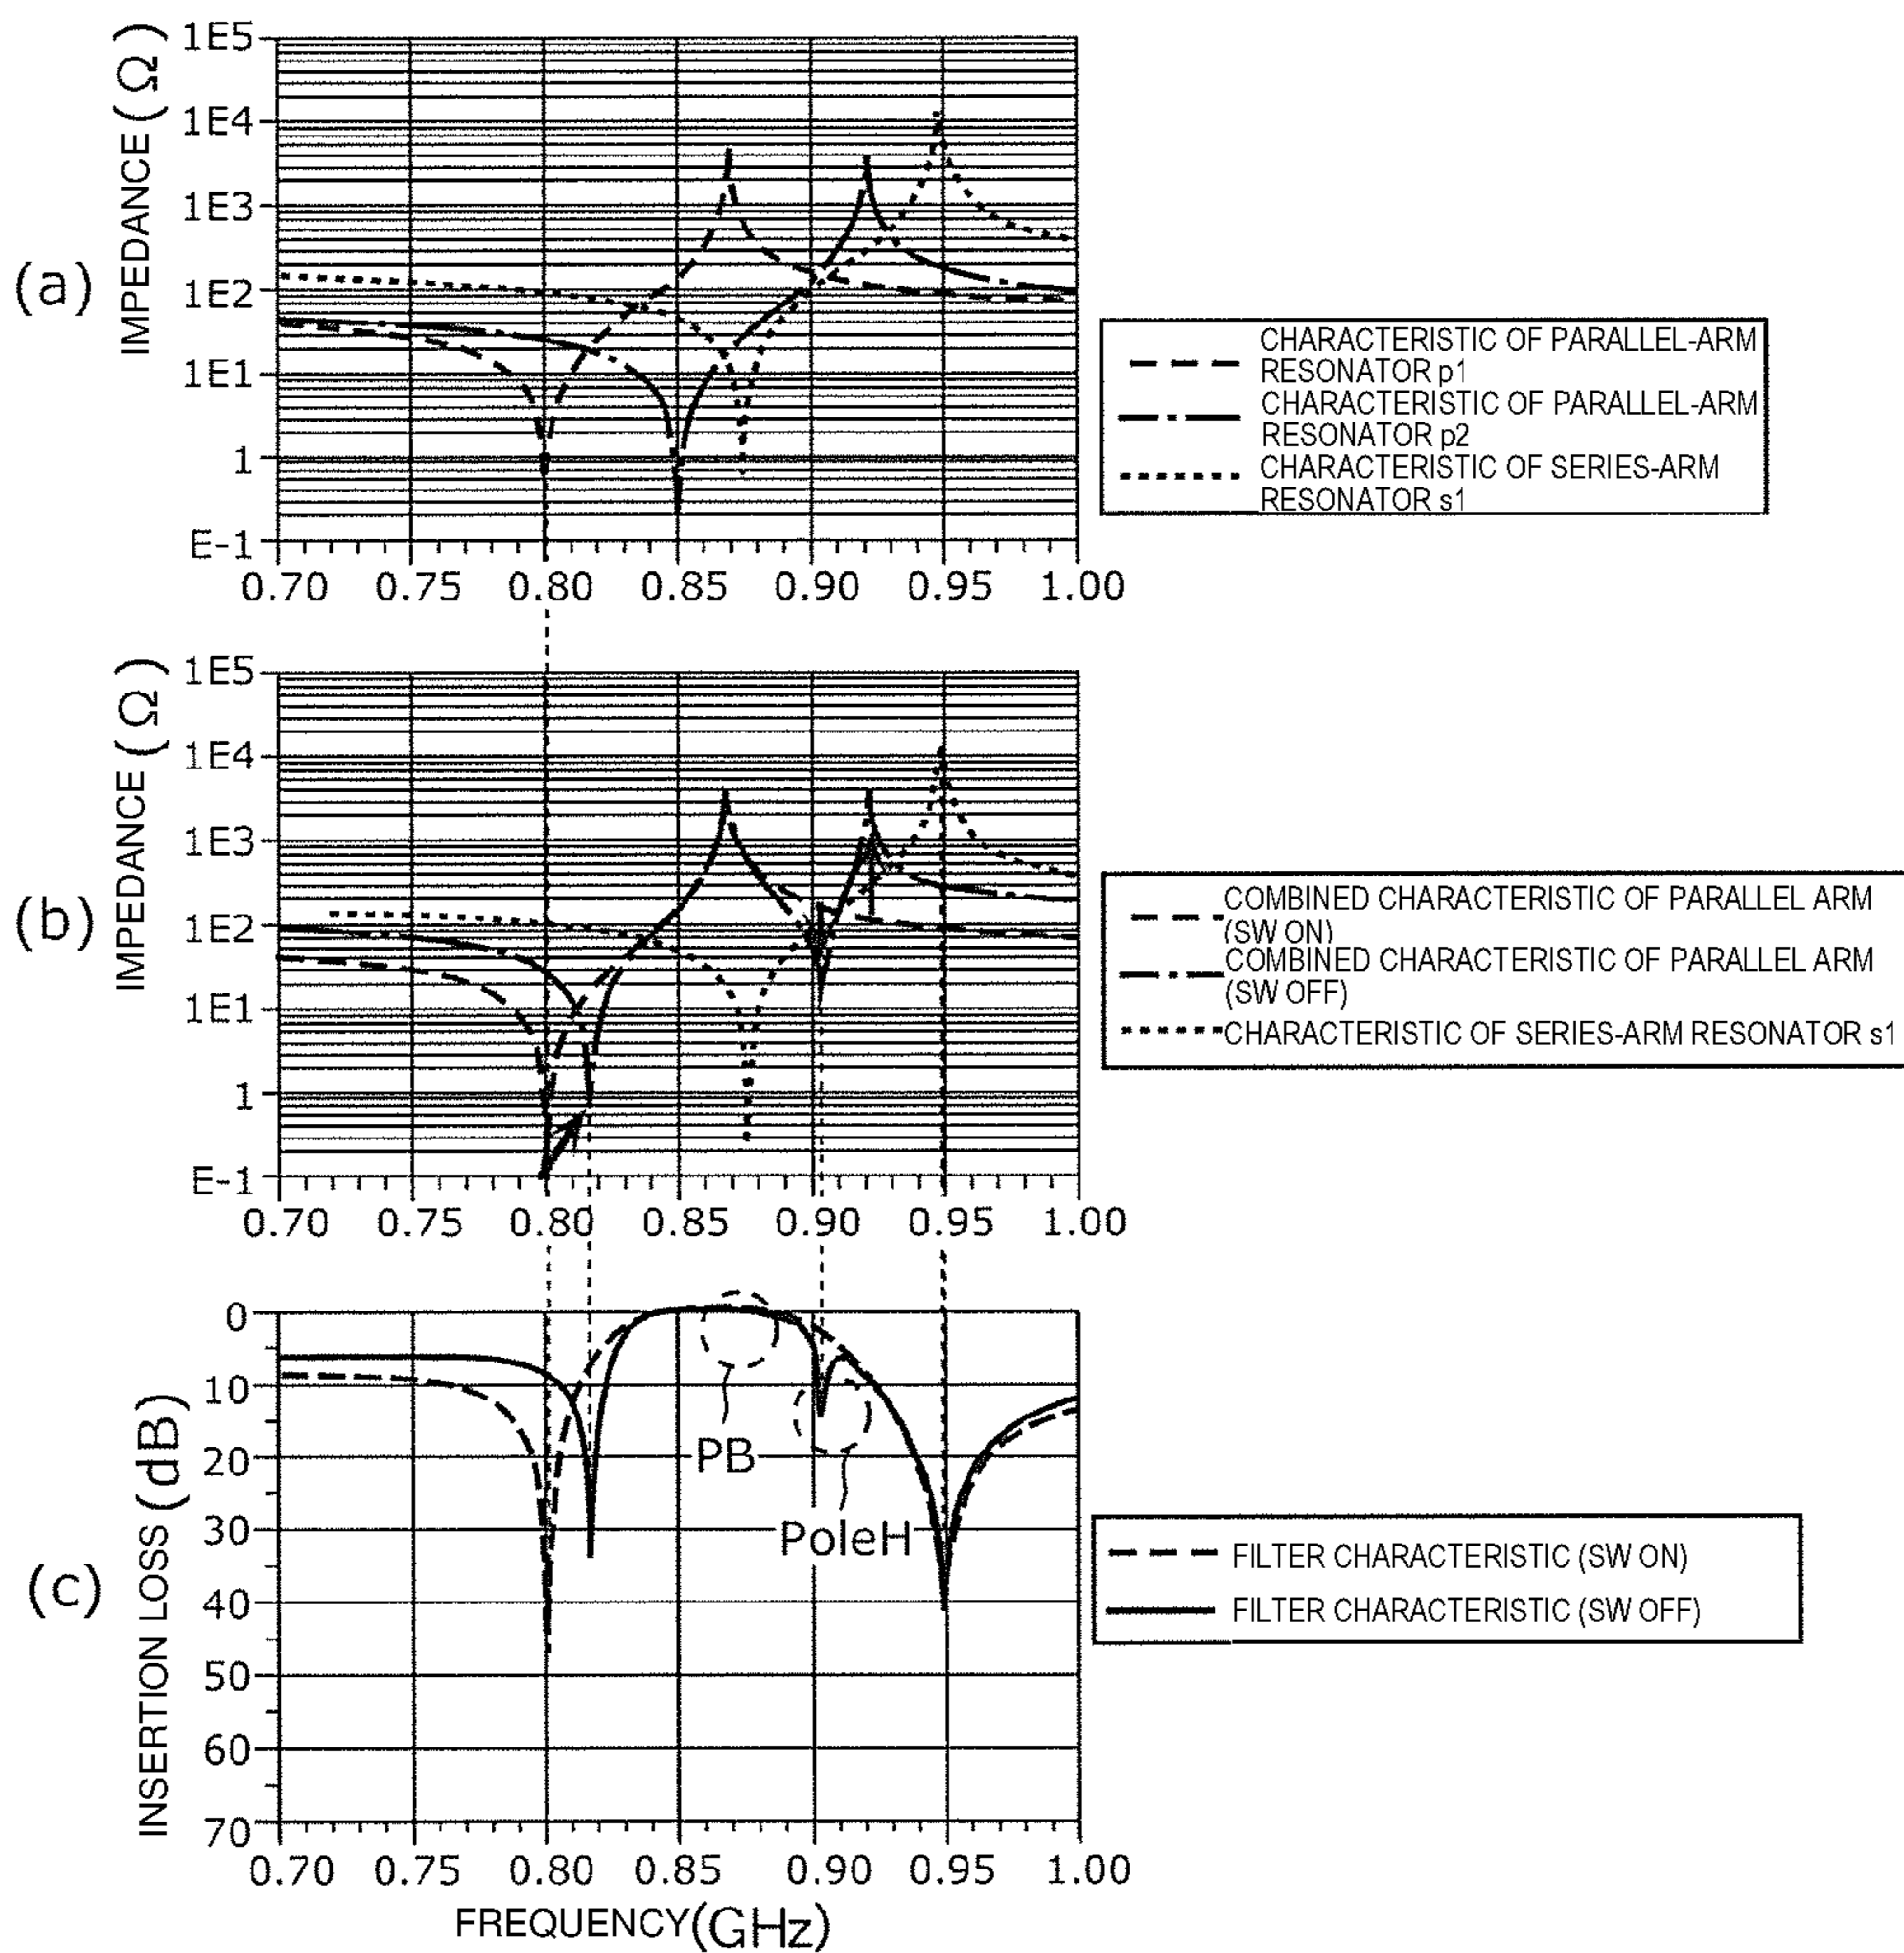 (a)
IMPEDANCE (Ω)
1E5
1E4
1E3
1E2
1E1
1
E-1
0.70 0.75 0.80 0.85 0.90 0.95 1.00
CHARACTERISTIC OF PARALLEL-ARM
RESONATOR p1
CHARACTERISTIC OF PARALLEL-ARM
RESONATOR p2
CHARACTERISTIC OF SERIES-ARM
RESONATOR s1
(b)
IMPEDANCE (Ω)
1E5
1E4
1E3
1E2
1E1
1
E-1
0.70 0.75 0.80 0.85 0.90 0.95 1.00
COMBINED CHARACTERISTIC OF PARALLEL ARM
(SW ON)
COMBINED CHARACTERISTIC OF PARALLEL ARM
(SW OFF)
CHARACTERISTIC OF SERIES-ARM RESONATOR s1
(c)
INSERTION LOSS (dB)
0
10
20
30
40
50
60
70
PB
PoleH
0.70 0.75 0.80 0.85 0.90 0.95 1.00
FREQUENCY(GHz)
FILTER CHARACTERISTIC (SW ON)
FILTER CHARACTERISTIC (SW OFF)